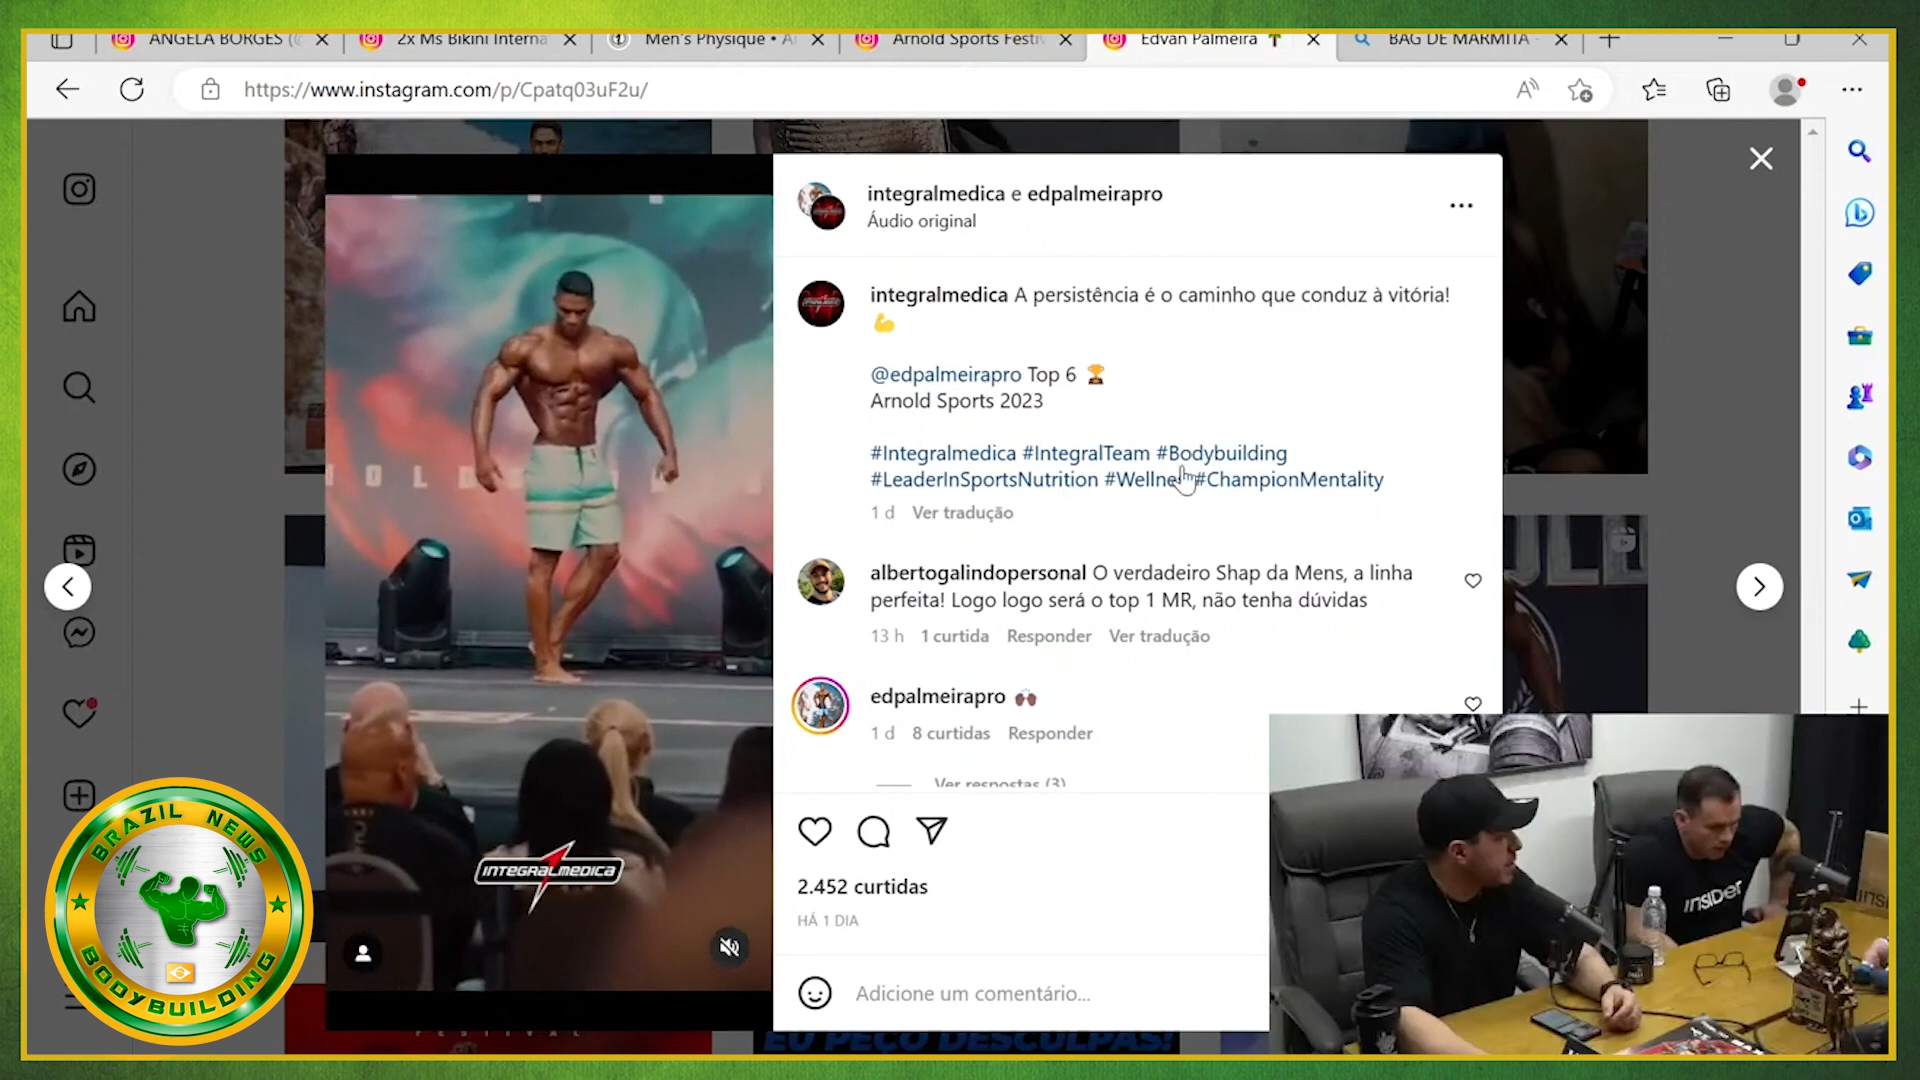 ANGELA BORGES (@
2x Ms Bikini Interna
Men's Physique • A
Arnold Sports Festi
Edvan Palmeira
BAG DE MARMITA
https://www.instagram.com/p/Cpatq03uF2u/
integralmedica e edpalmeirapro
Áudio original
integralmedica A persistência é o caminho que conduz à vitória!
@edpalmeirapro Top 6
Arnold Sports 2023
#Integralmedica #IntegralTeam #Bodybuilding
#LeaderInSportsNutrition #Wellne #ChampionMentality
1 d Ver tradução
albertogalindopersonal O verdadeiro Shap da Mens, a linha
perfeita! Logo logo será o top 1 MR, não tenha dúvidas
13 h 1 curtida Responder Ver tradução
edpalmeirapro
1 d 8 curtidas Responder
Ver respostas (3)
2.452 curtidas
HÁ 1 DIA
Adicione um comentário...
INTEGRALMEDICA
BRAZIL NEWS
BODYBUILDING
FESTIVAL
EU PEÇO DESCULPAS!
INSIDER